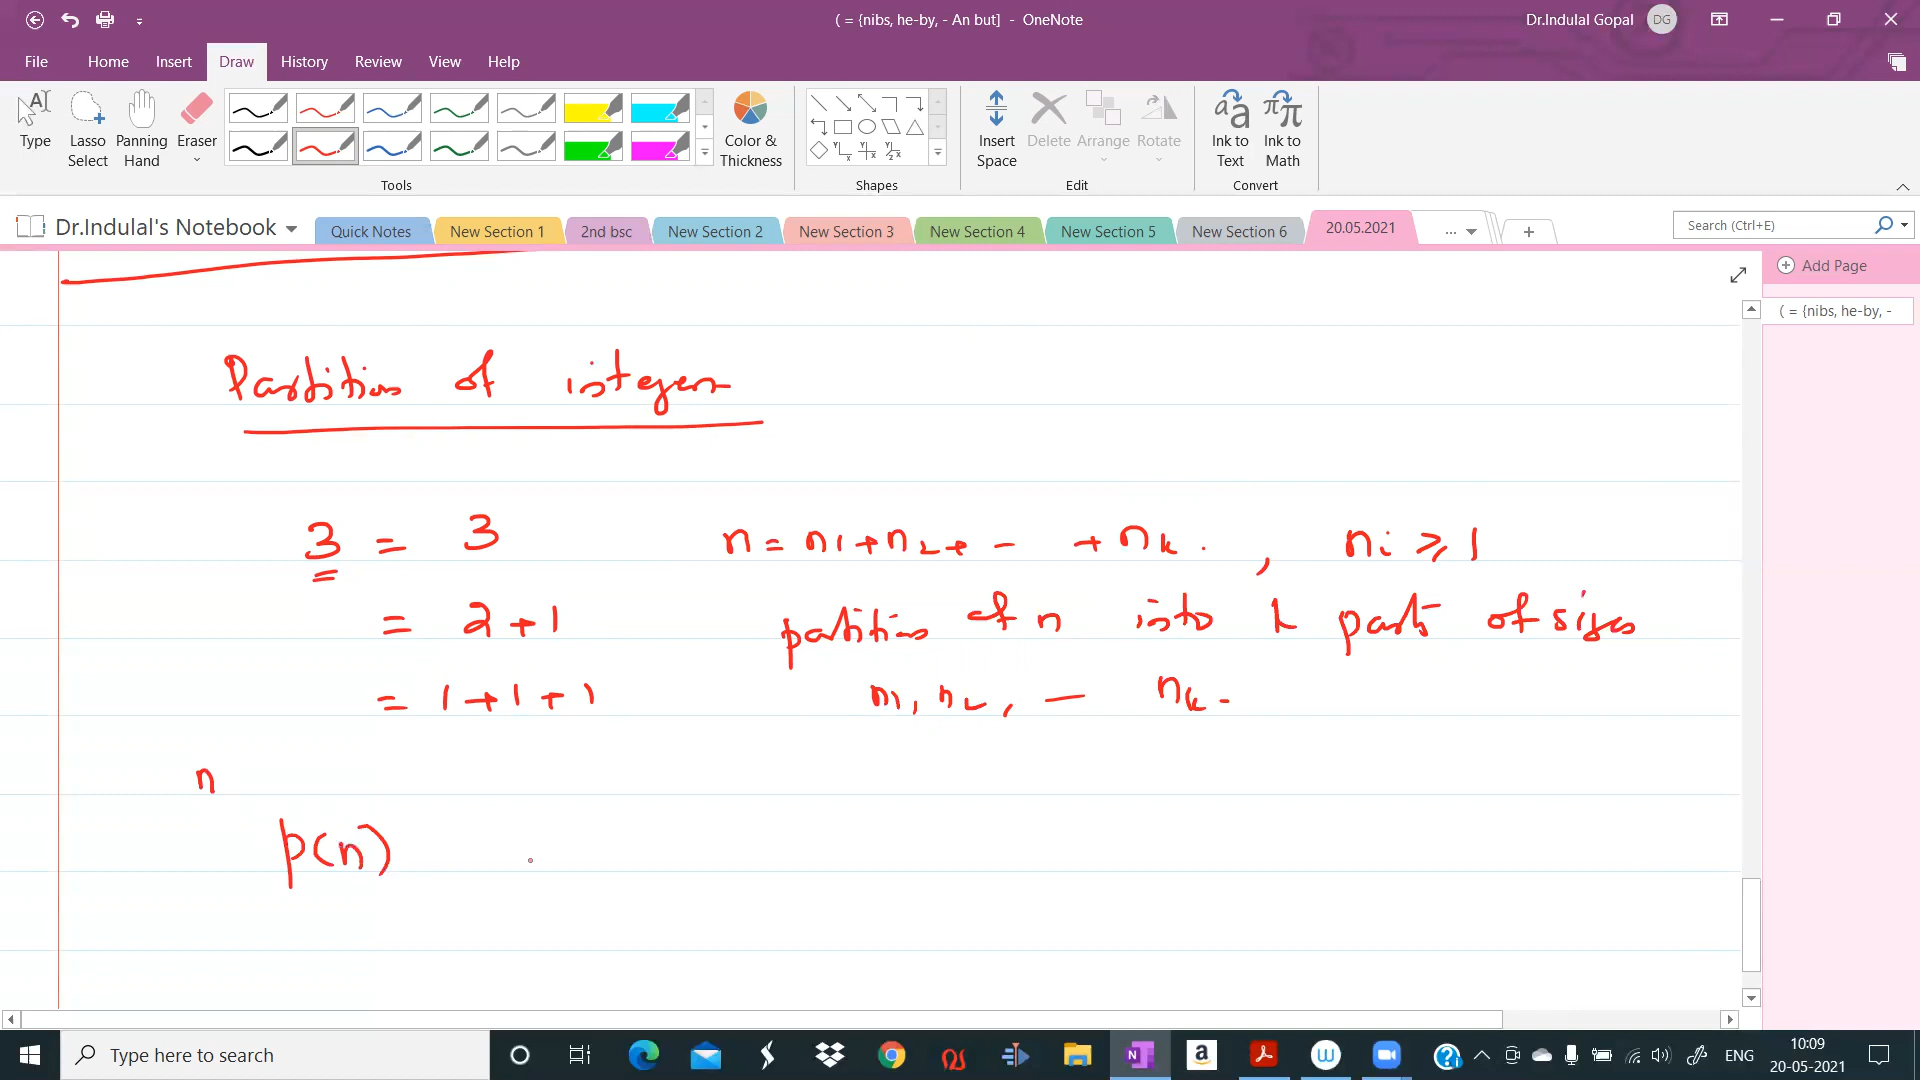 ( = {nibs, he-by, - An but] - OneNote
Dr.Indulal Gopal
DG
File Home Insert Draw History Review View Help
Type
Lasso Select
Panning Hand
Eraser
Color & Thickness
Insert Space
Delete
Arrange
Rotate
Ink to Text
Ink to Math
Tools
Shapes
Edit
Convert
Dr.Indulal's Notebook
Quick Notes
New Section 1
2nd bsc
New Section 2
New Section 3
New Section 4
New Section 5
New Section 6
20.05.2021
...
Search (Ctrl+E)
Add Page
( = {nibs, he-by, -
Partition of integers
3 = 3
n = n1 + n2 + - - + nk . , ni ≥ 1
= 2 + 1
partition of n into k parts of sizes
= 1 + 1 + 1
n1, n2, — nk.
n
p(n)
Type here to search
ENG
10:09
20-05-2021